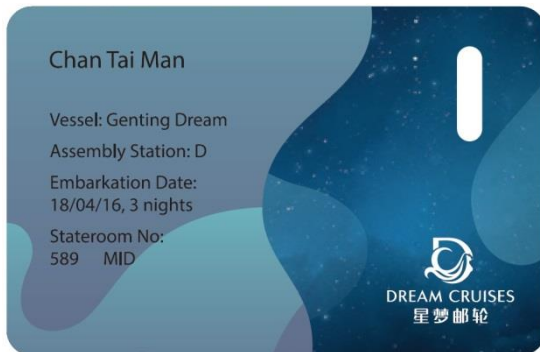 Chan Tai Man
Vessel: Genting Dream
Assembly Station: D
Embarkation Date:
18/04/16, 3 nights
Stateroom No:
589 MID
DREAM CRUISES
星梦邮轮